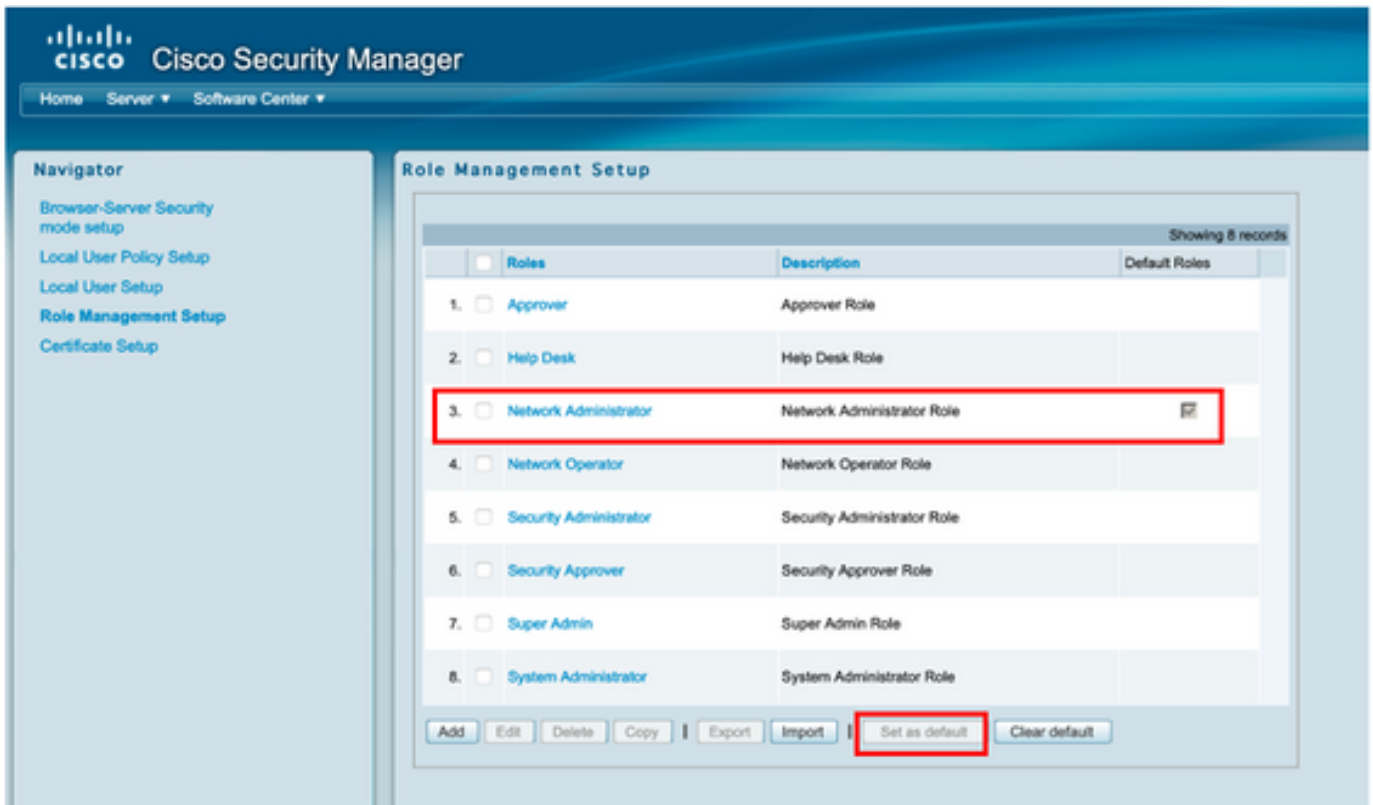 CISCO Cisco Security Manager
Home Server Software Center
Navigator
Browser-Server Security
mode setup
Local User Policy Setup
Local User Setup
Role Management Setup
Certificate Setup
Role Management Setup
Showing 8 records
Roles Description Default Roles
1. Approver Approver Role
2. Help Desk Help Desk Role
3. Network Administrator Network Administrator Role
4. Network Operator Network Operator Role
5. Security Administrator Security Administrator Role
6. Security Approver Security Approver Role
7. Super Admin Super Admin Role
8. System Administrator System Administrator Role
Add Edit Delete Copy | Export Import | Set as default Clear default